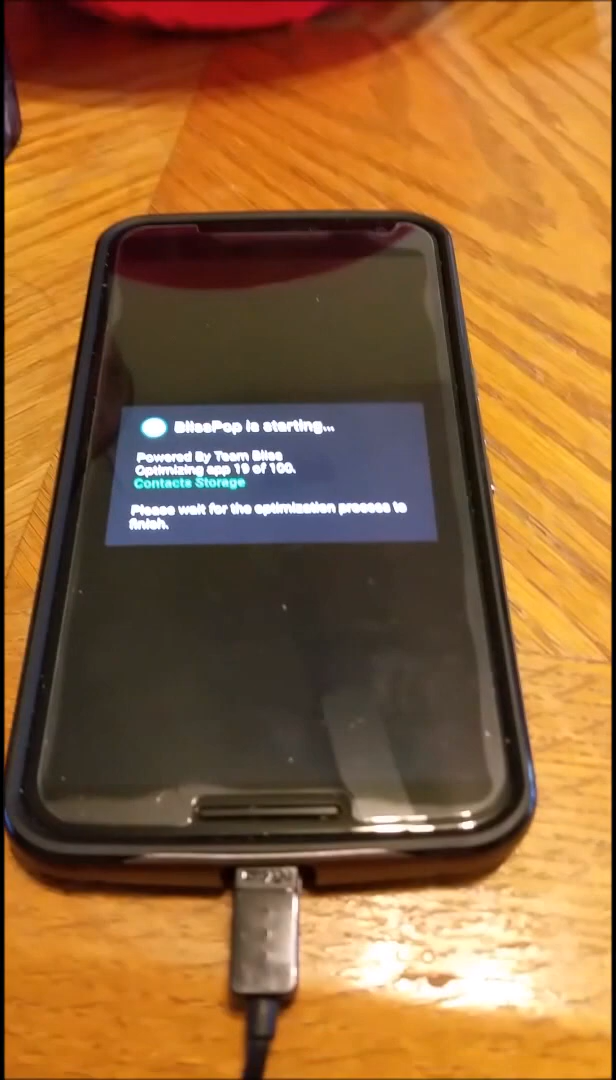 BlissPop is starting...
Powered By Team Bliss
Optimizing app 19 of 100.
Contacts Storage
Please wait for the optimization process to
finish.